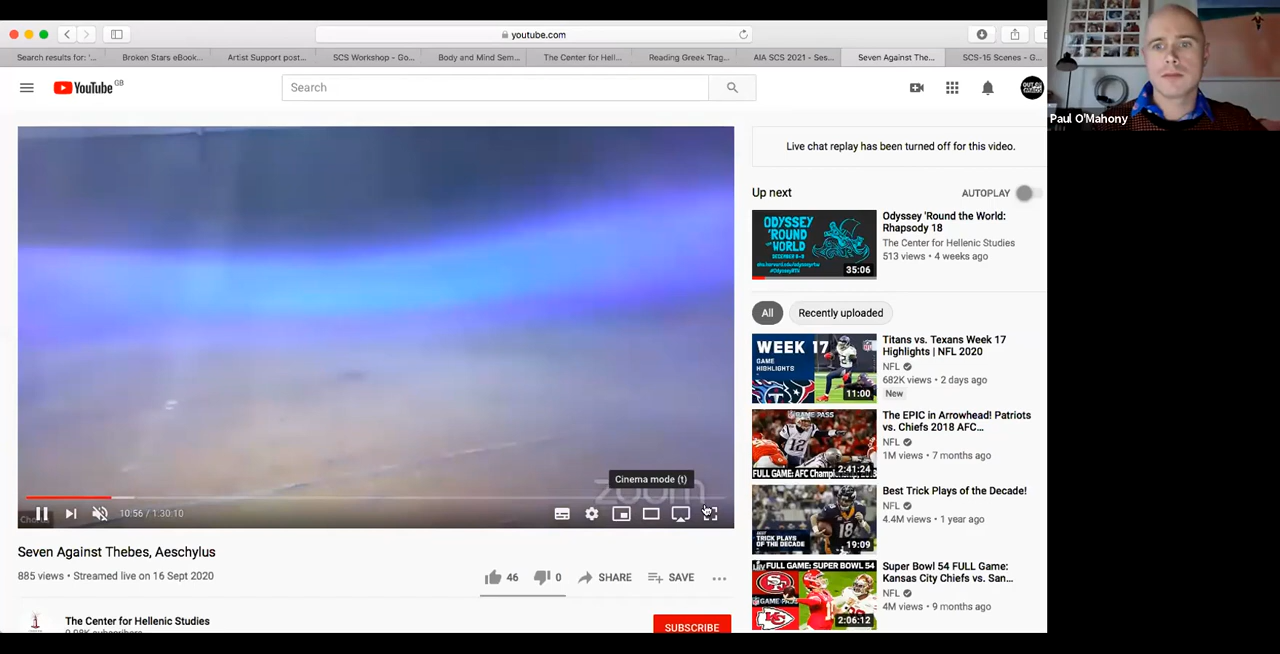 youtube.com
Search results for: '...
Broken Stars eBook...
Artist Support post...
SCS Workshop - Go...
Body and Mind Sem...
The Center for Hell...
Reading Greek Trag...
AIA SCS 2021 - Ses...
Seven Against The...
SCS-15 Scenes - G...
YouTube GB
Search
Paul O'Mahony
Live chat replay has been turned off for this video.
Up next
AUTOPLAY
ODYSSEY
'ROUND
THE
WORLD
DECEMBER 8-9
35:06
Odyssey 'Round the World:
Rhapsody 18
The Center for Hellenic Studies
513 views • 4 weeks ago
All
Recently uploaded
WEEK 17
GAME
HIGHLIGHTS
11:00
Titans vs. Texans Week 17
Highlights | NFL 2020
NFL
682K views • 2 days ago
New
GAME PASS
FULL GAME: AFC
2:41:24
The EPIC in Arrowhead! Patriots
vs. Chiefs 2018 AFC...
NFL
1M views • 7 months ago
19:09
Best Trick Plays of the Decade!
NFL
4.4M views • 1 year ago
FULL GAME: SUPER BOWL 54
2:06:12
Super Bowl 54 FULL Game:
Kansas City Chiefs vs. San...
NFL
4M views • 9 months ago
Cinema mode (t)
zoom
10:56 / 1:30:10
Seven Against Thebes, Aeschylus
885 views • Streamed live on 16 Sept 2020
46
0
SHARE
SAVE
The Center for Hellenic Studies
SUBSCRIBE